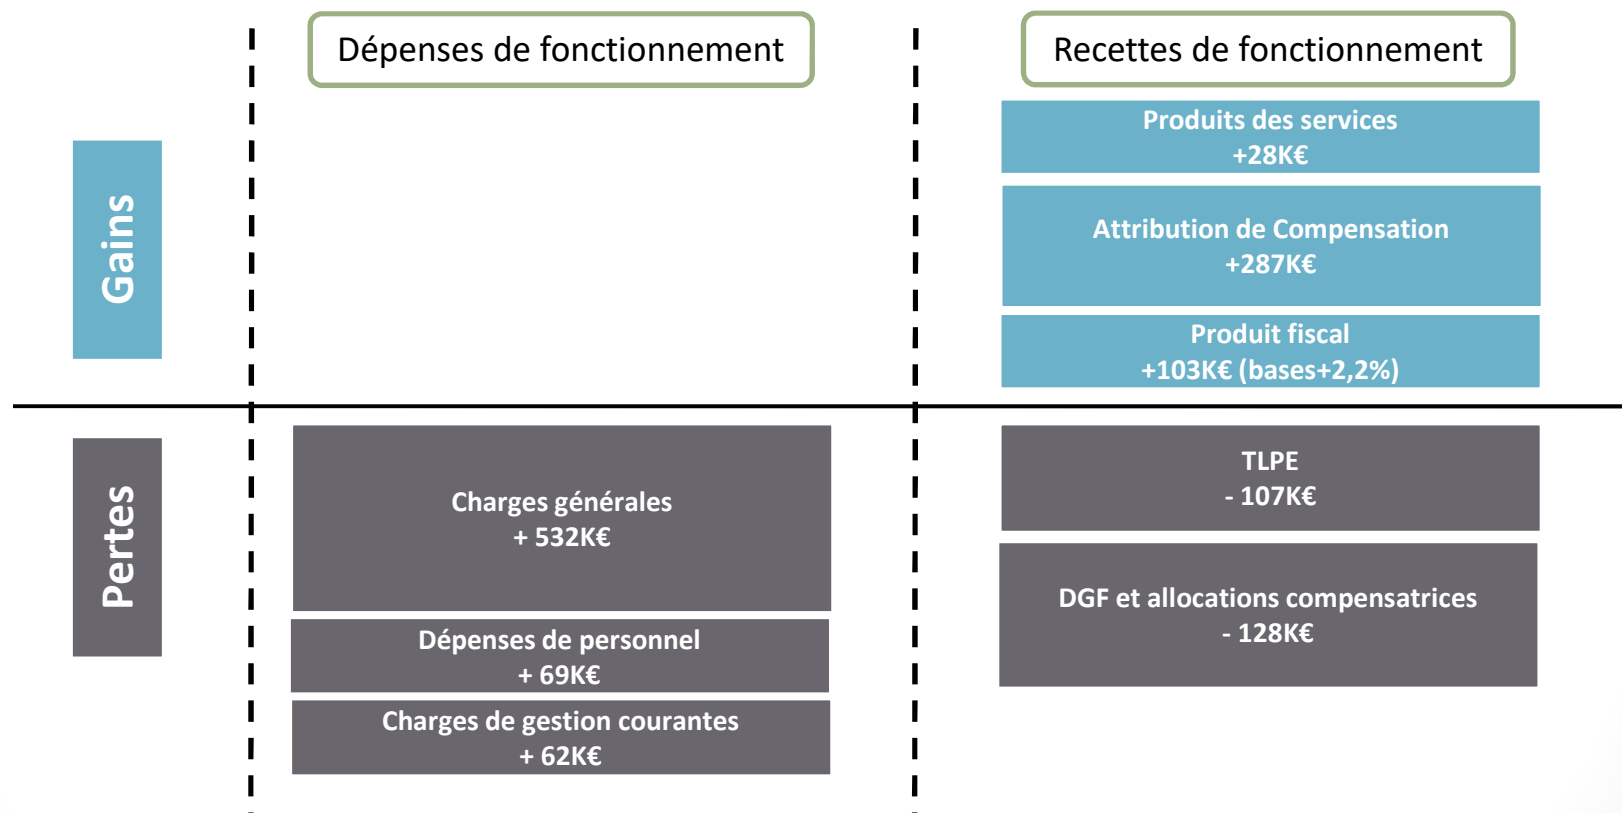 Dépenses de fonctionnement
Recettes de fonctionnement
Gains
Produits des services
+28K€
Attribution de Compensation
+287K€
Produit fiscal
+103K€ (bases+2,2%)
Pertes
Charges générales
+ 532K€
Dépenses de personnel
+ 69K€
Charges de gestion courantes
+ 62K€
TLPE
- 107K€
DGF et allocations compensatrices
- 128K€